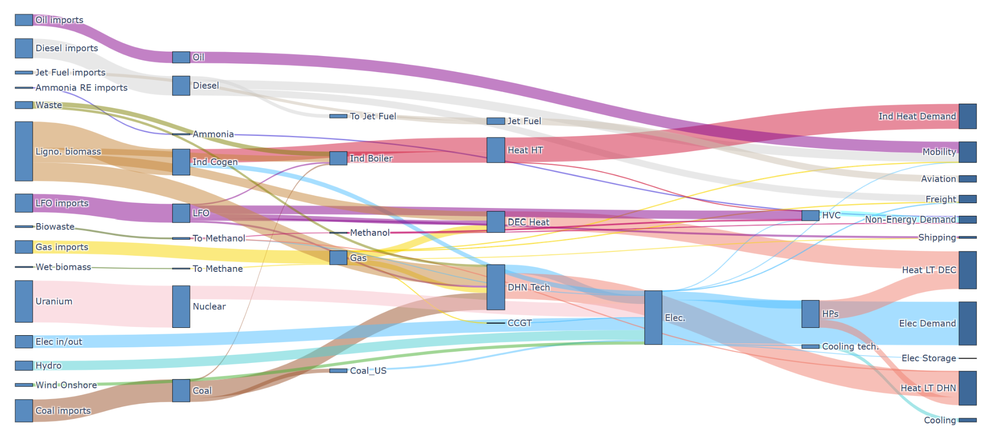 Oil imports
Diesel imports
Jet Fuel imports
Ammonia RE imports
Waste
Ligno. biomass
LFO imports
Biowaste
Gas imports
Wet biomass
Uranium
Elec in/out
Hydro
Wind Onshore
Coal imports
Oil
Diesel
Ammonia
Ind Cogen
LFO
To Methanol
To Methane
Nuclear
Coal
To Jet Fuel
Ind Boiler
Methanol
Gas
Coal_US
Jet Fuel
Heat HT
DEC Heat
DHN Tech
CCGT
Elec.
HVC
HPs
Cooling tech.
Ind Heat Demand
Mobility
Aviation
Freight
Non-Energy Demand
Shipping
Heat LT DEC
Elec Demand
Elec Storage
Heat LT DHN
Cooling